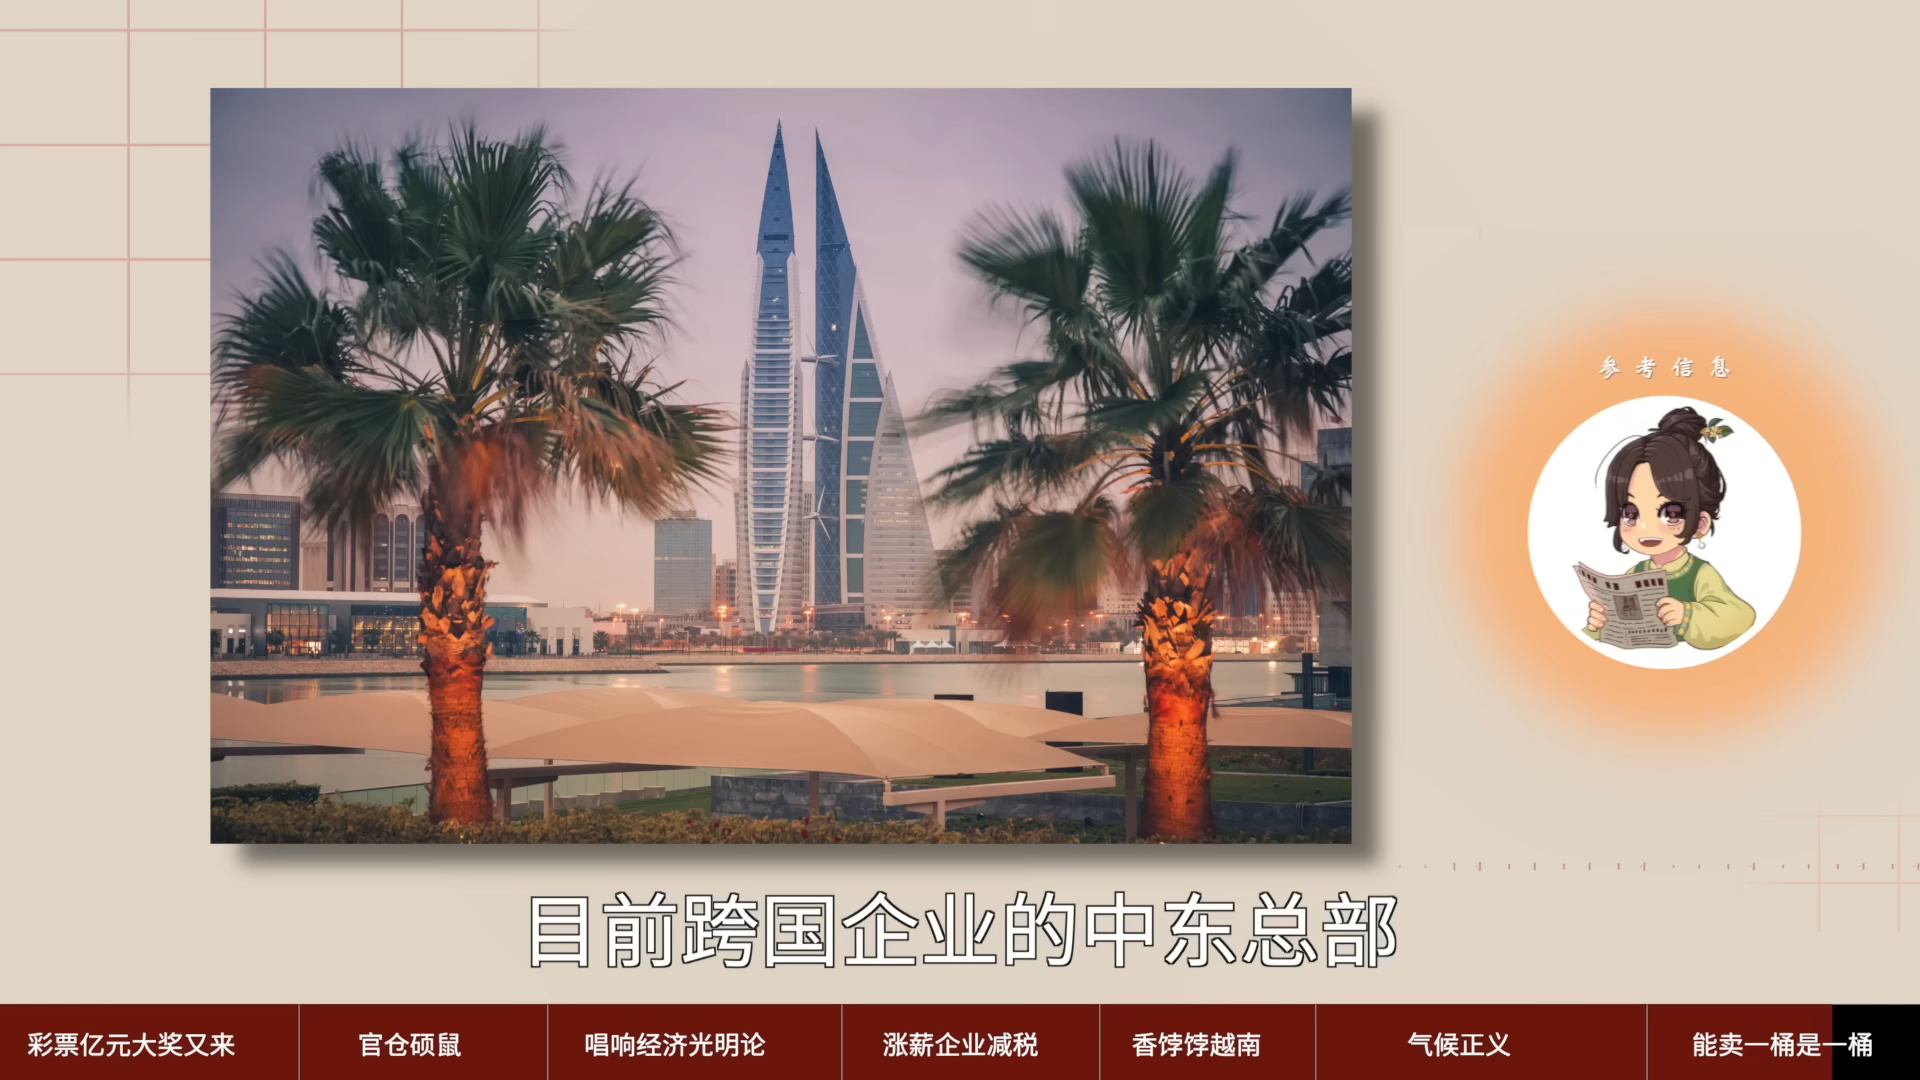 参考信息
目前跨国企业的中东总部
彩票亿元大奖又来
官仓硕鼠
唱响经济光明论
涨薪企业减税
香饽饽越南
气候正义
能卖一桶是一桶